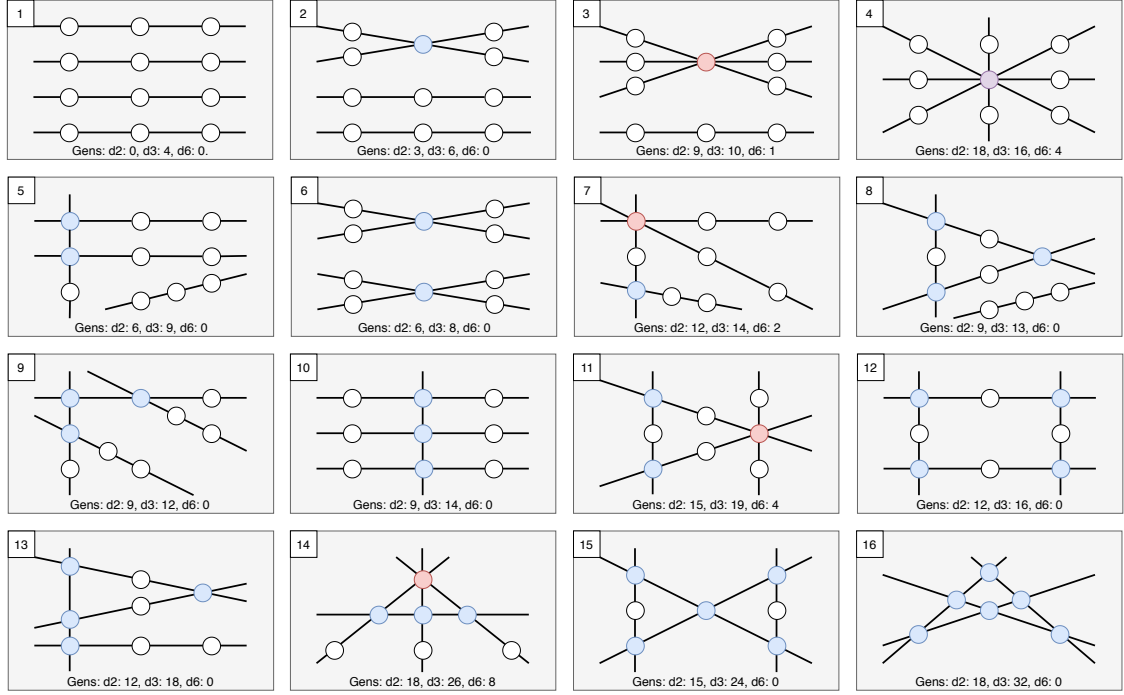 1
Gens: d2: 0, d3: 4, d6: 0.
2
Gens: d2: 3, d3: 6, d6: 0
3
Gens: d2: 9, d3: 10, d6: 1
4
Gens: d2: 18, d3: 16, d6: 4
5
Gens: d2: 6, d3: 9, d6: 0
6
Gens: d2: 6, d3: 8, d6: 0
7
Gens: d2: 12, d3: 14, d6: 2
8
Gens: d2: 9, d3: 13, d6: 0
9
Gens: d2: 9, d3: 12, d6: 0
10
Gens: d2: 9, d3: 14, d6: 0
11
Gens: d2: 15, d3: 19, d6: 4
12
Gens: d2: 12, d3: 16, d6: 0
13
Gens: d2: 12, d3: 18, d6: 0
14
Gens: d2: 18, d3: 26, d6: 8
15
Gens: d2: 15, d3: 24, d6: 0
16
Gens: d2: 18, d3: 32, d6: 0